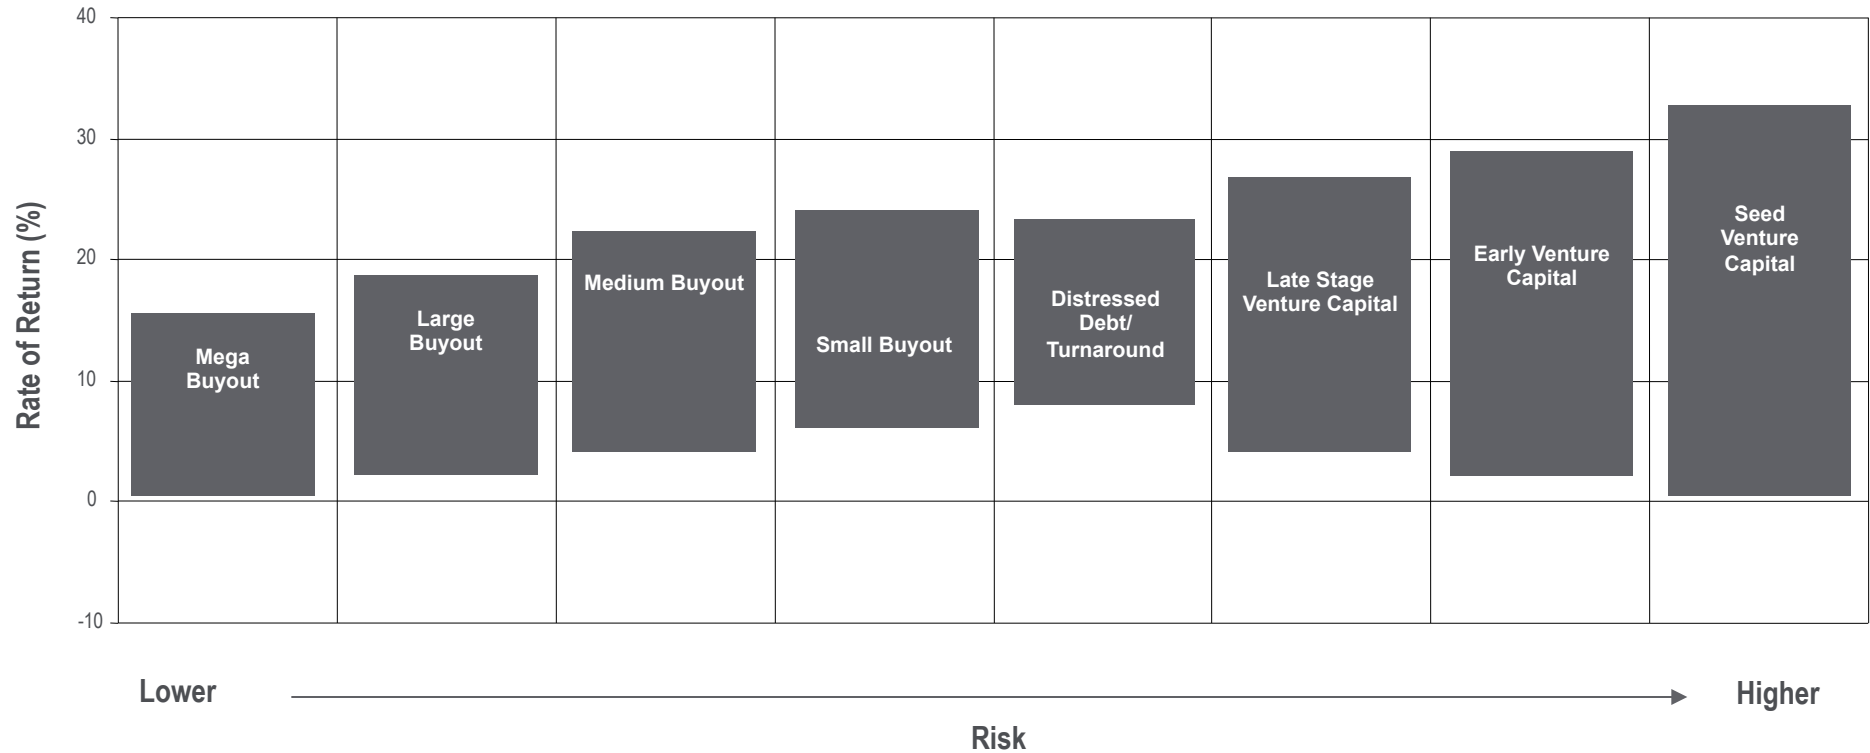 40
30
20
10
0
-10
Rate of Return (%)
Mega
Buyout
Large
Buyout
Medium Buyout
Small Buyout
Distressed
Debt/
Turnaround
Late Stage
Venture Capital
Early Venture
Capital
Seed
Venture
Capital
Lower
Higher
Risk